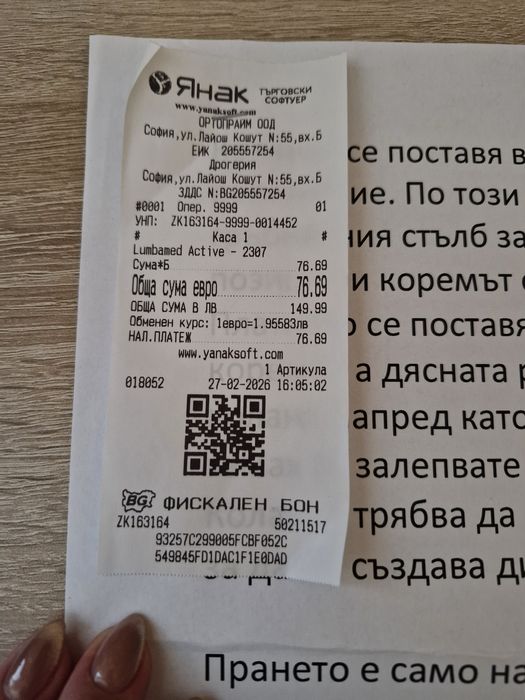 Янак ТЪРГОВСКИ СОФТУЕР
www.yanaksoft.com
ОРТОПРАЙМ ООД
София,ул.Лайош Кошут N:55,вх.Б
ЕИК 205557254
Дрогерия
София,ул.Лайош Кошут N:55,вх.Б
ЗДДС N:BG205557254
#0001 Опер. 9999 01
УНП: ZK163164-9999-0014452
# Каса 1 #
Lumbamed Active - 2307
Сума*Б 76.69
Обща сума евро 76.69
ОБЩА СУМА В ЛВ 149.99
Обменен курс: 1евро=1.95583лв
НАЛ.ПЛАТЕЖ 76.69
www.yanaksoft.com
1 Артикула
018052 27-02-2026 16:05:02
BG ФИСКАЛЕН БОН
ZK163164 50211517
93257C299005FCBF052C
549845FD1DAC1F1E0DAD
се поставя в
ие. По този
ния стълб за
и коремът
се поставя
а дясната
апред като
залепвате
трябва да
създава ди
Прането е само на